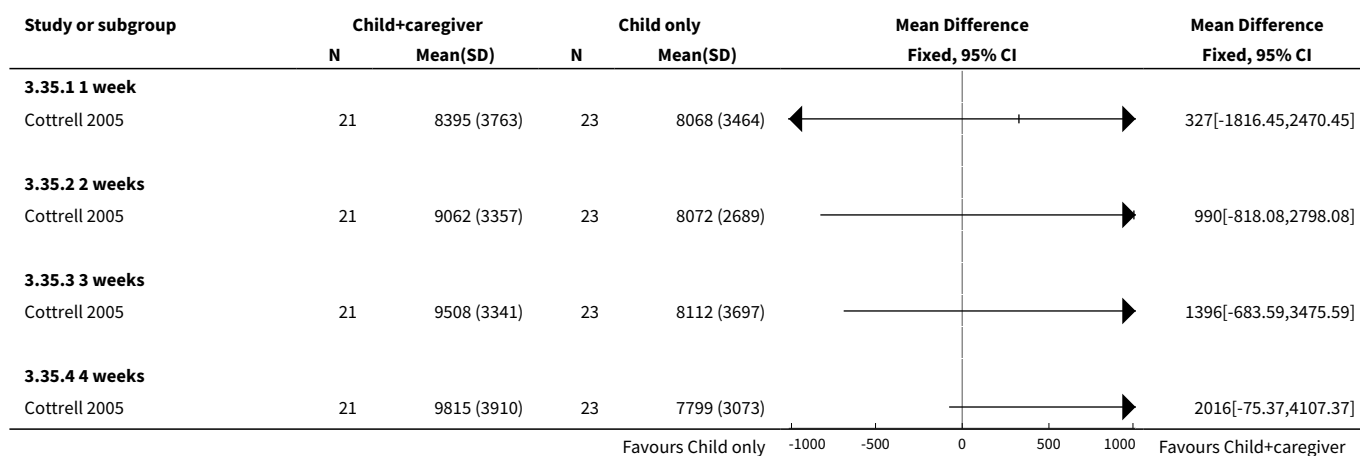 Study or subgroup Child+caregiver Child only Mean Difference Mean Difference
N Mean(SD) N Mean(SD) Fixed, 95% CI Fixed, 95% CI
3.35.1 1 week
Cottrell 2005 21 8395 (3763) 23 8068 (3464) 327[-1816.45,2470.45]
3.35.2 2 weeks
Cottrell 2005 21 9062 (3357) 23 8072 (2689) 990[-818.08,2798.08]
3.35.3 3 weeks
Cottrell 2005 21 9508 (3341) 23 8112 (3697) 1396[-683.59,3475.59]
3.35.4 4 weeks
Cottrell 2005 21 9815 (3910) 23 7799 (3073) 2016[-75.37,4107.37]
Favours Child only -1000 -500 0 500 1000 Favours Child+caregiver